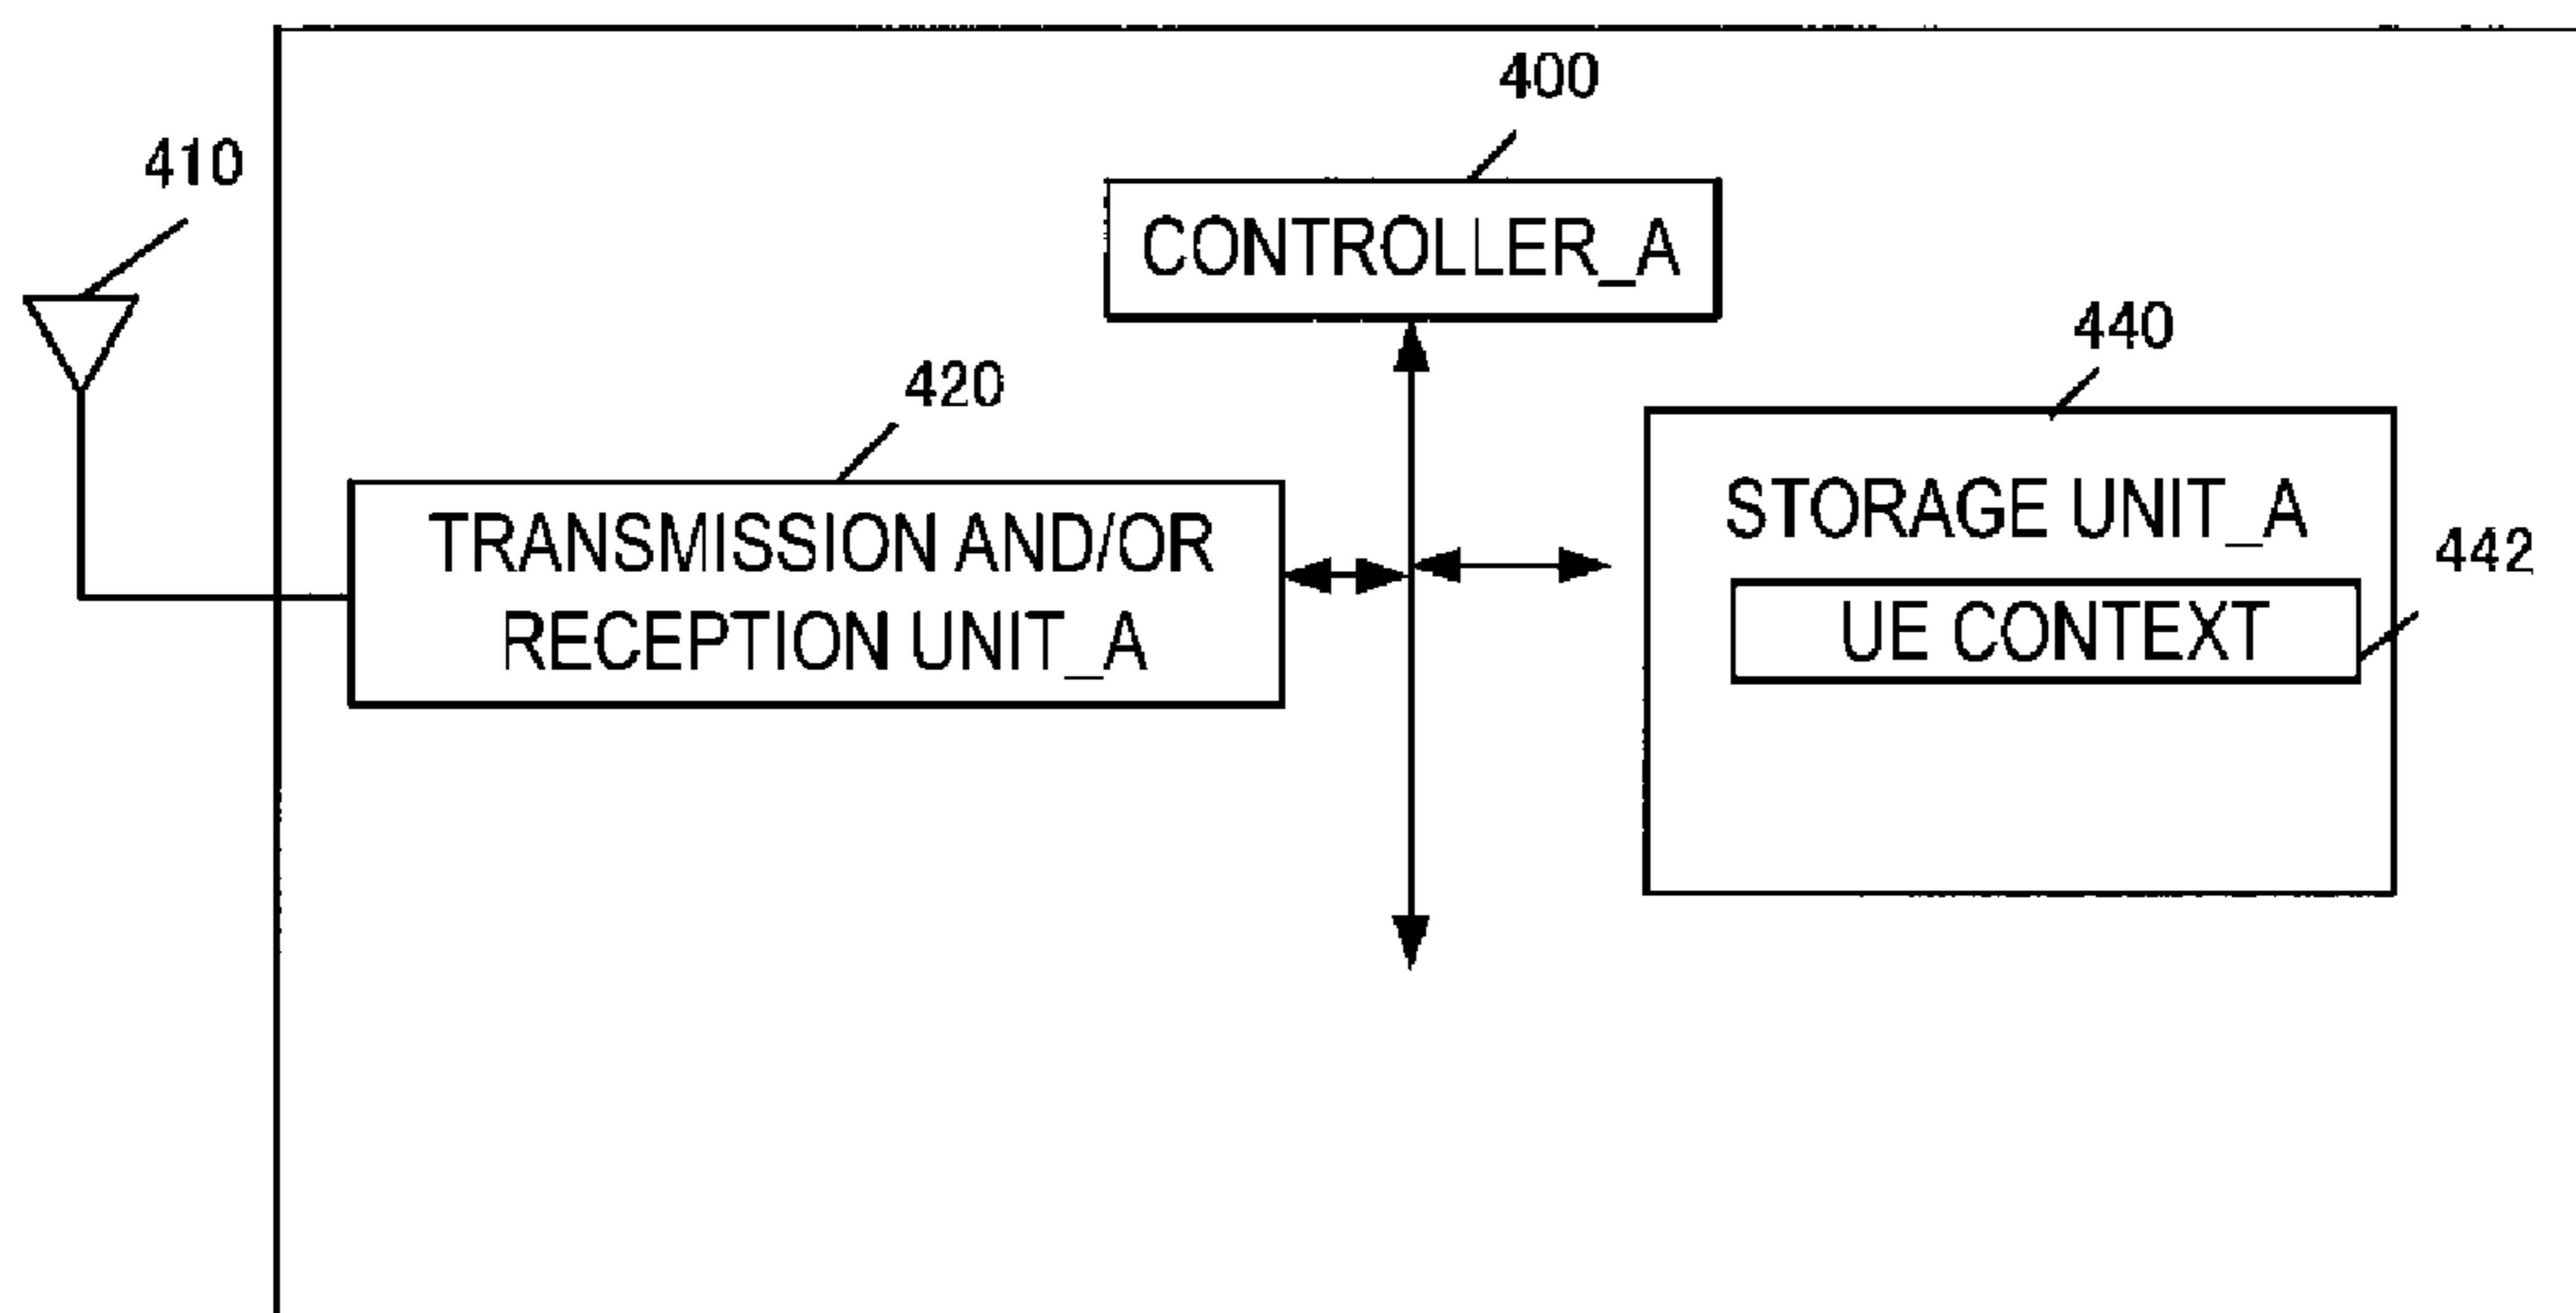 400
410
CONTROLLER_A
440
420
STORAGE UNIT_A
TRANSMISSION AND/OR
RECEPTION UNIT_A
442
UE CONTEXT